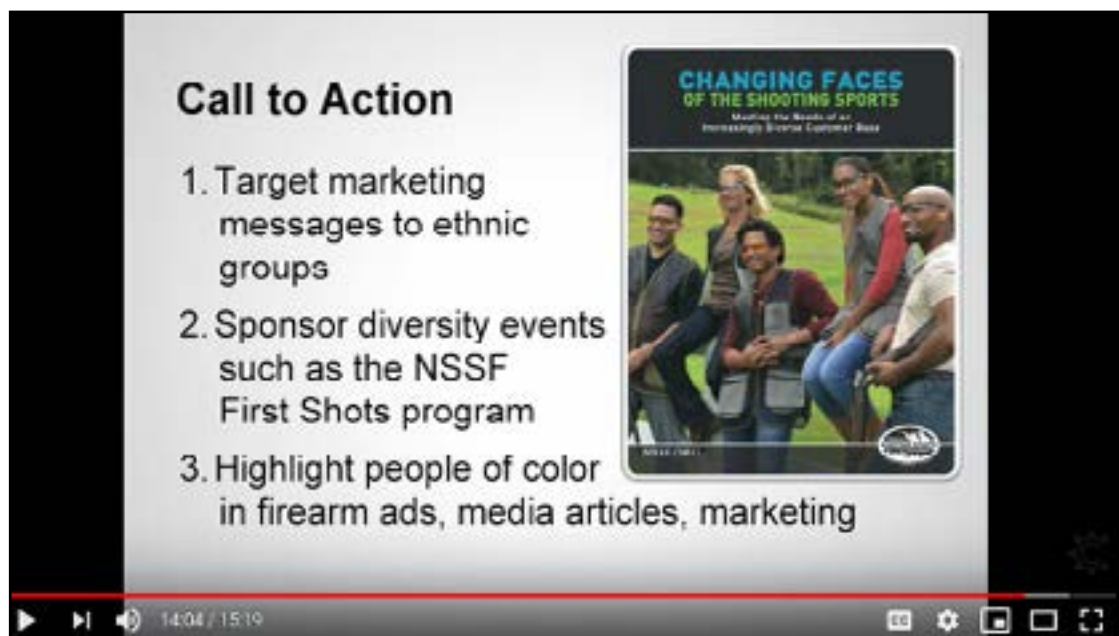 Call to Action
1. Target marketing
messages to ethnic
groups
2. Sponsor diversity events
such as the NSSF
First Shots program
3. Highlight people of color
in firearm ads, media articles, marketing
CHANGING FACES
OF THE SHOOTING SPORTS
Meeting the Needs of an
Increasingly Diverse Customer Base
14:04 / 15:19
CC